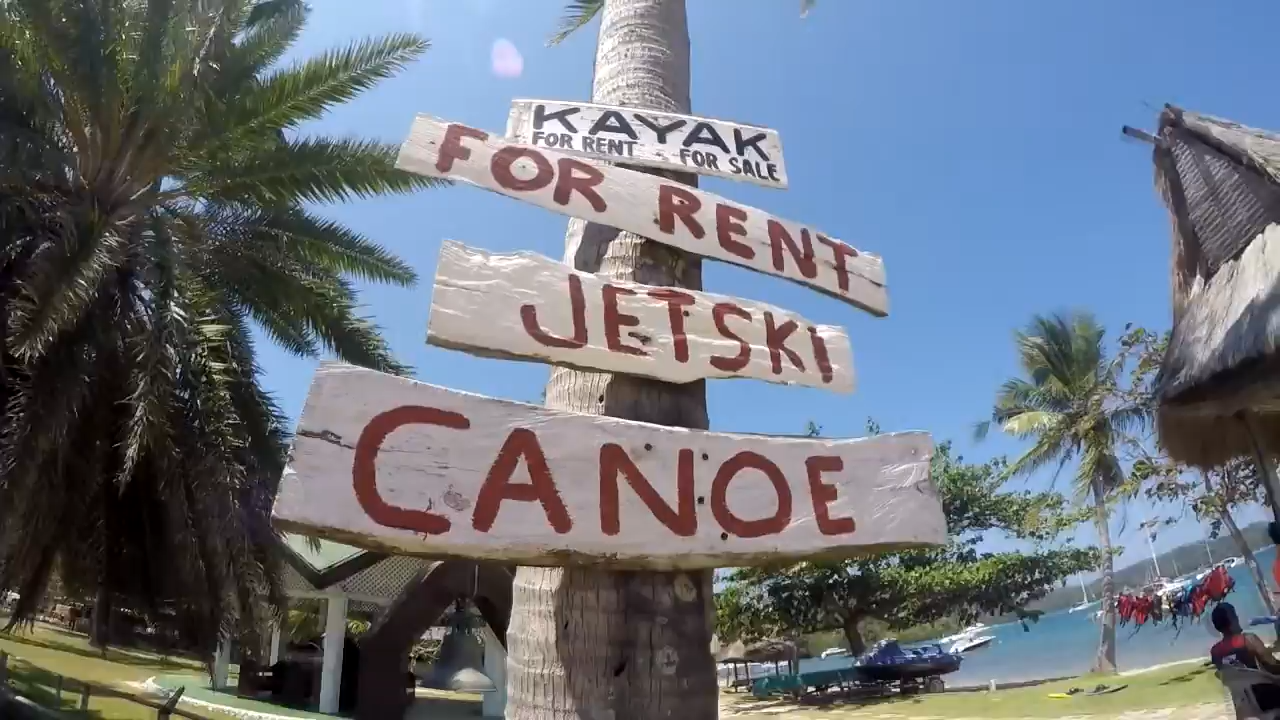 KAYAK
FOR RENT - FOR SALE
FOR RENT
JETSKI
CANOE